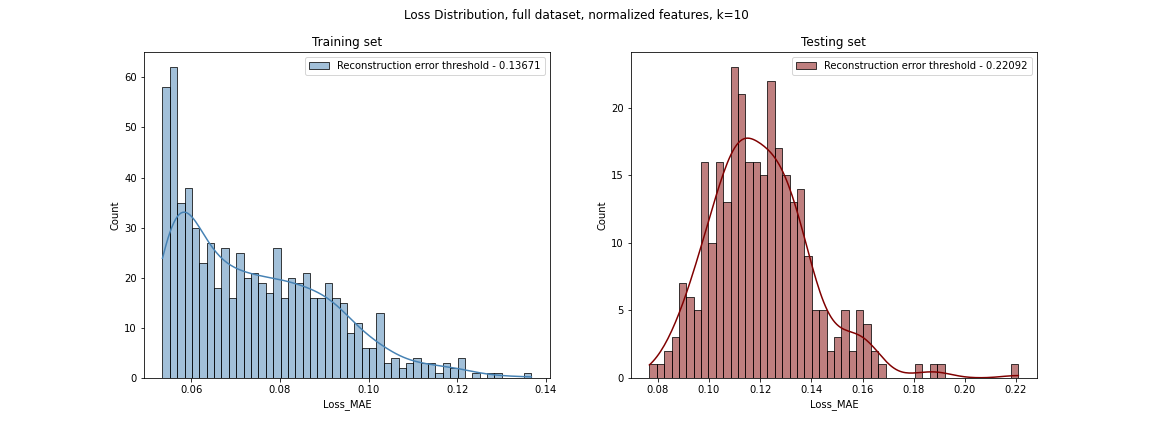 Loss Distribution, full dataset, normalized features, k=10
Training set
Reconstruction error threshold - 0.13671
60
50
40
30
20
10
0
Count
0.06
0.08
0.10
0.12
0.14
Loss_MAE
Testing set
Reconstruction error threshold - 0.22092
20
15
10
5
0
Count
0.08
0.10
0.12
0.14
0.16
0.18
0.20
0.22
Loss_MAE